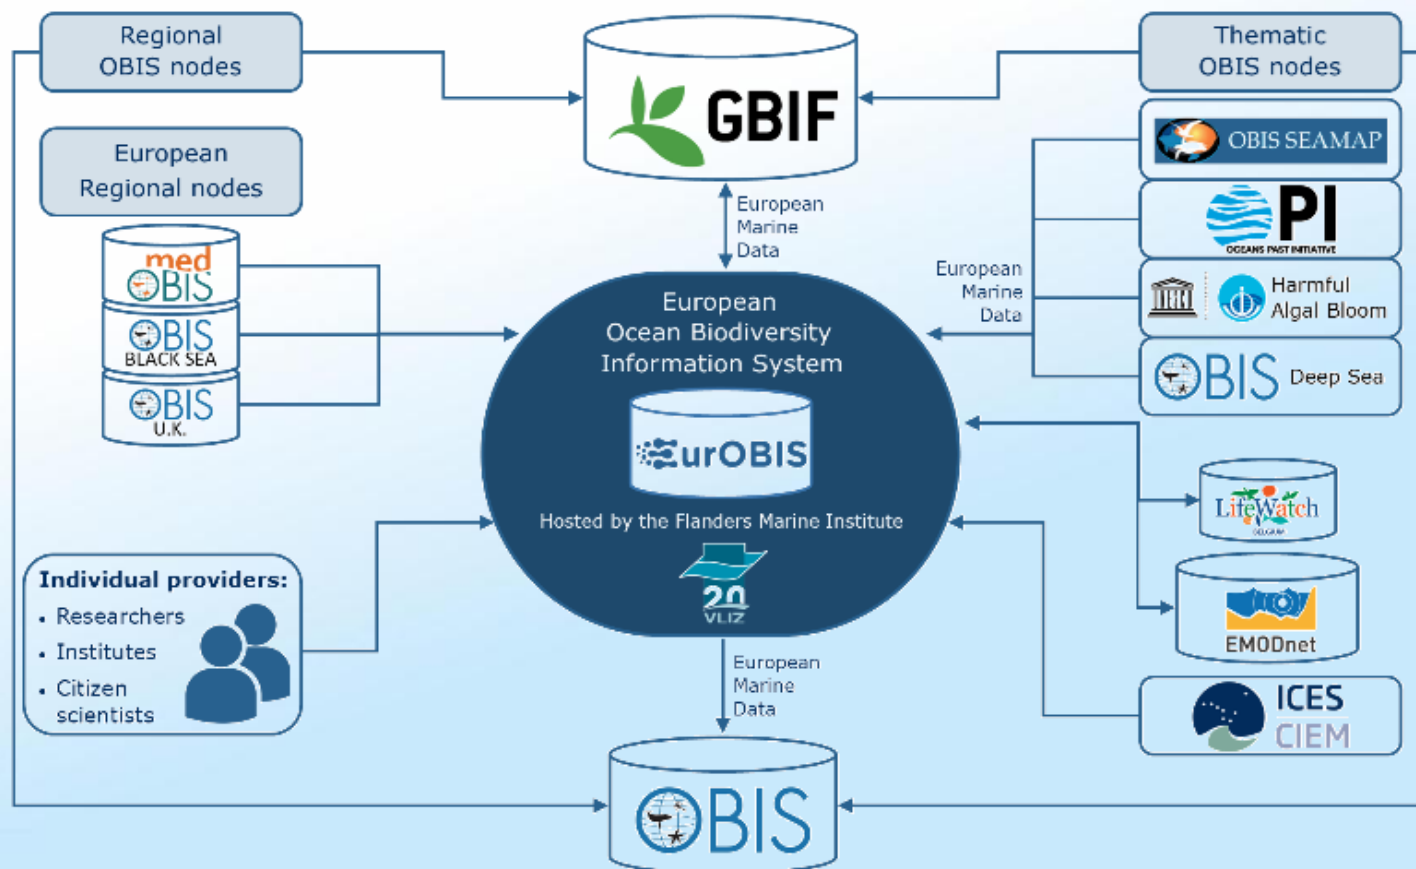 Regional
OBIS nodes
GBIF
Thematic
OBIS nodes
European
Regional nodes
OBIS SEAMAP
PI
OCEANS PAST INITIATIVE
Harmful
Algal Bloom
OBIS Deep Sea
med
OBIS
OBIS
BLACK SEA
OBIS
U.K.
European
Marine
Data
European
Marine
Data
European
Ocean Biodiversity
Information System
EurOBIS
Hosted by the Flanders Marine Institute
20
VLIZ
LifeWatch
BELGIUM
EMODnet
ICES
CIEM
Individual providers:
• Researchers
• Institutes
• Citizen
scientists
European
Marine
Data
OBIS